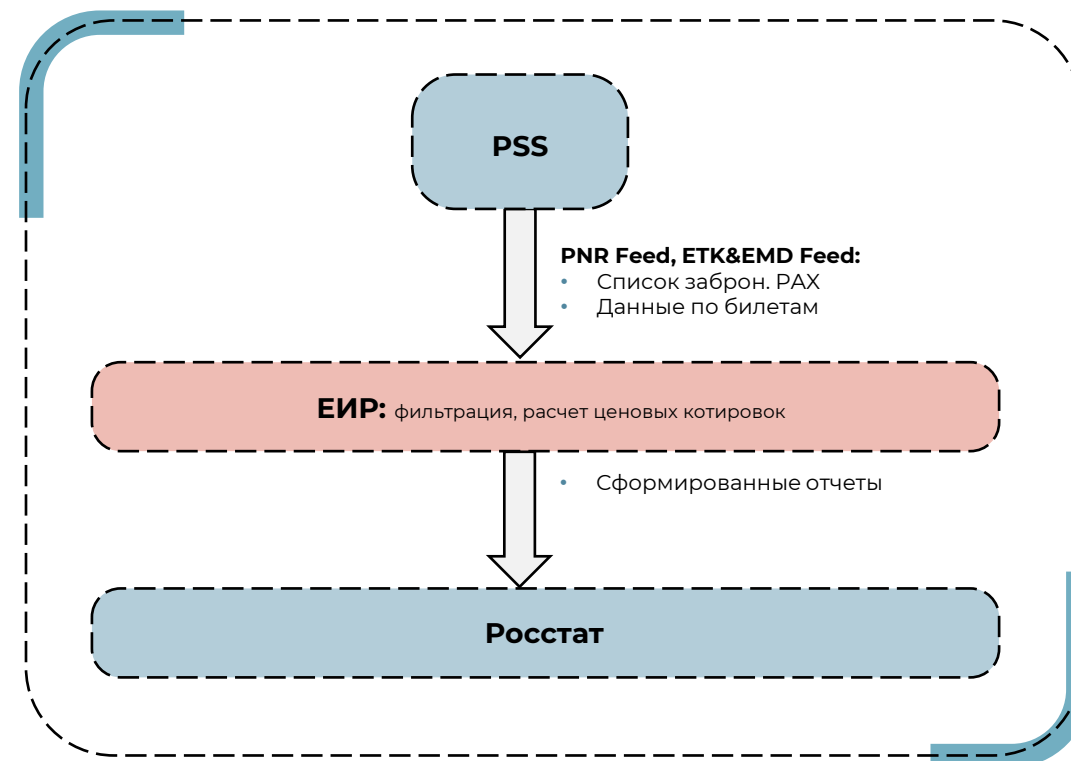 PSS
PNR Feed, ETK&EMD Feed:
• Список заброн. PAX
• Данные по билетам
ЕИР: фильтрация, расчет ценовых котировок
• Сформированные отчеты
Росстат